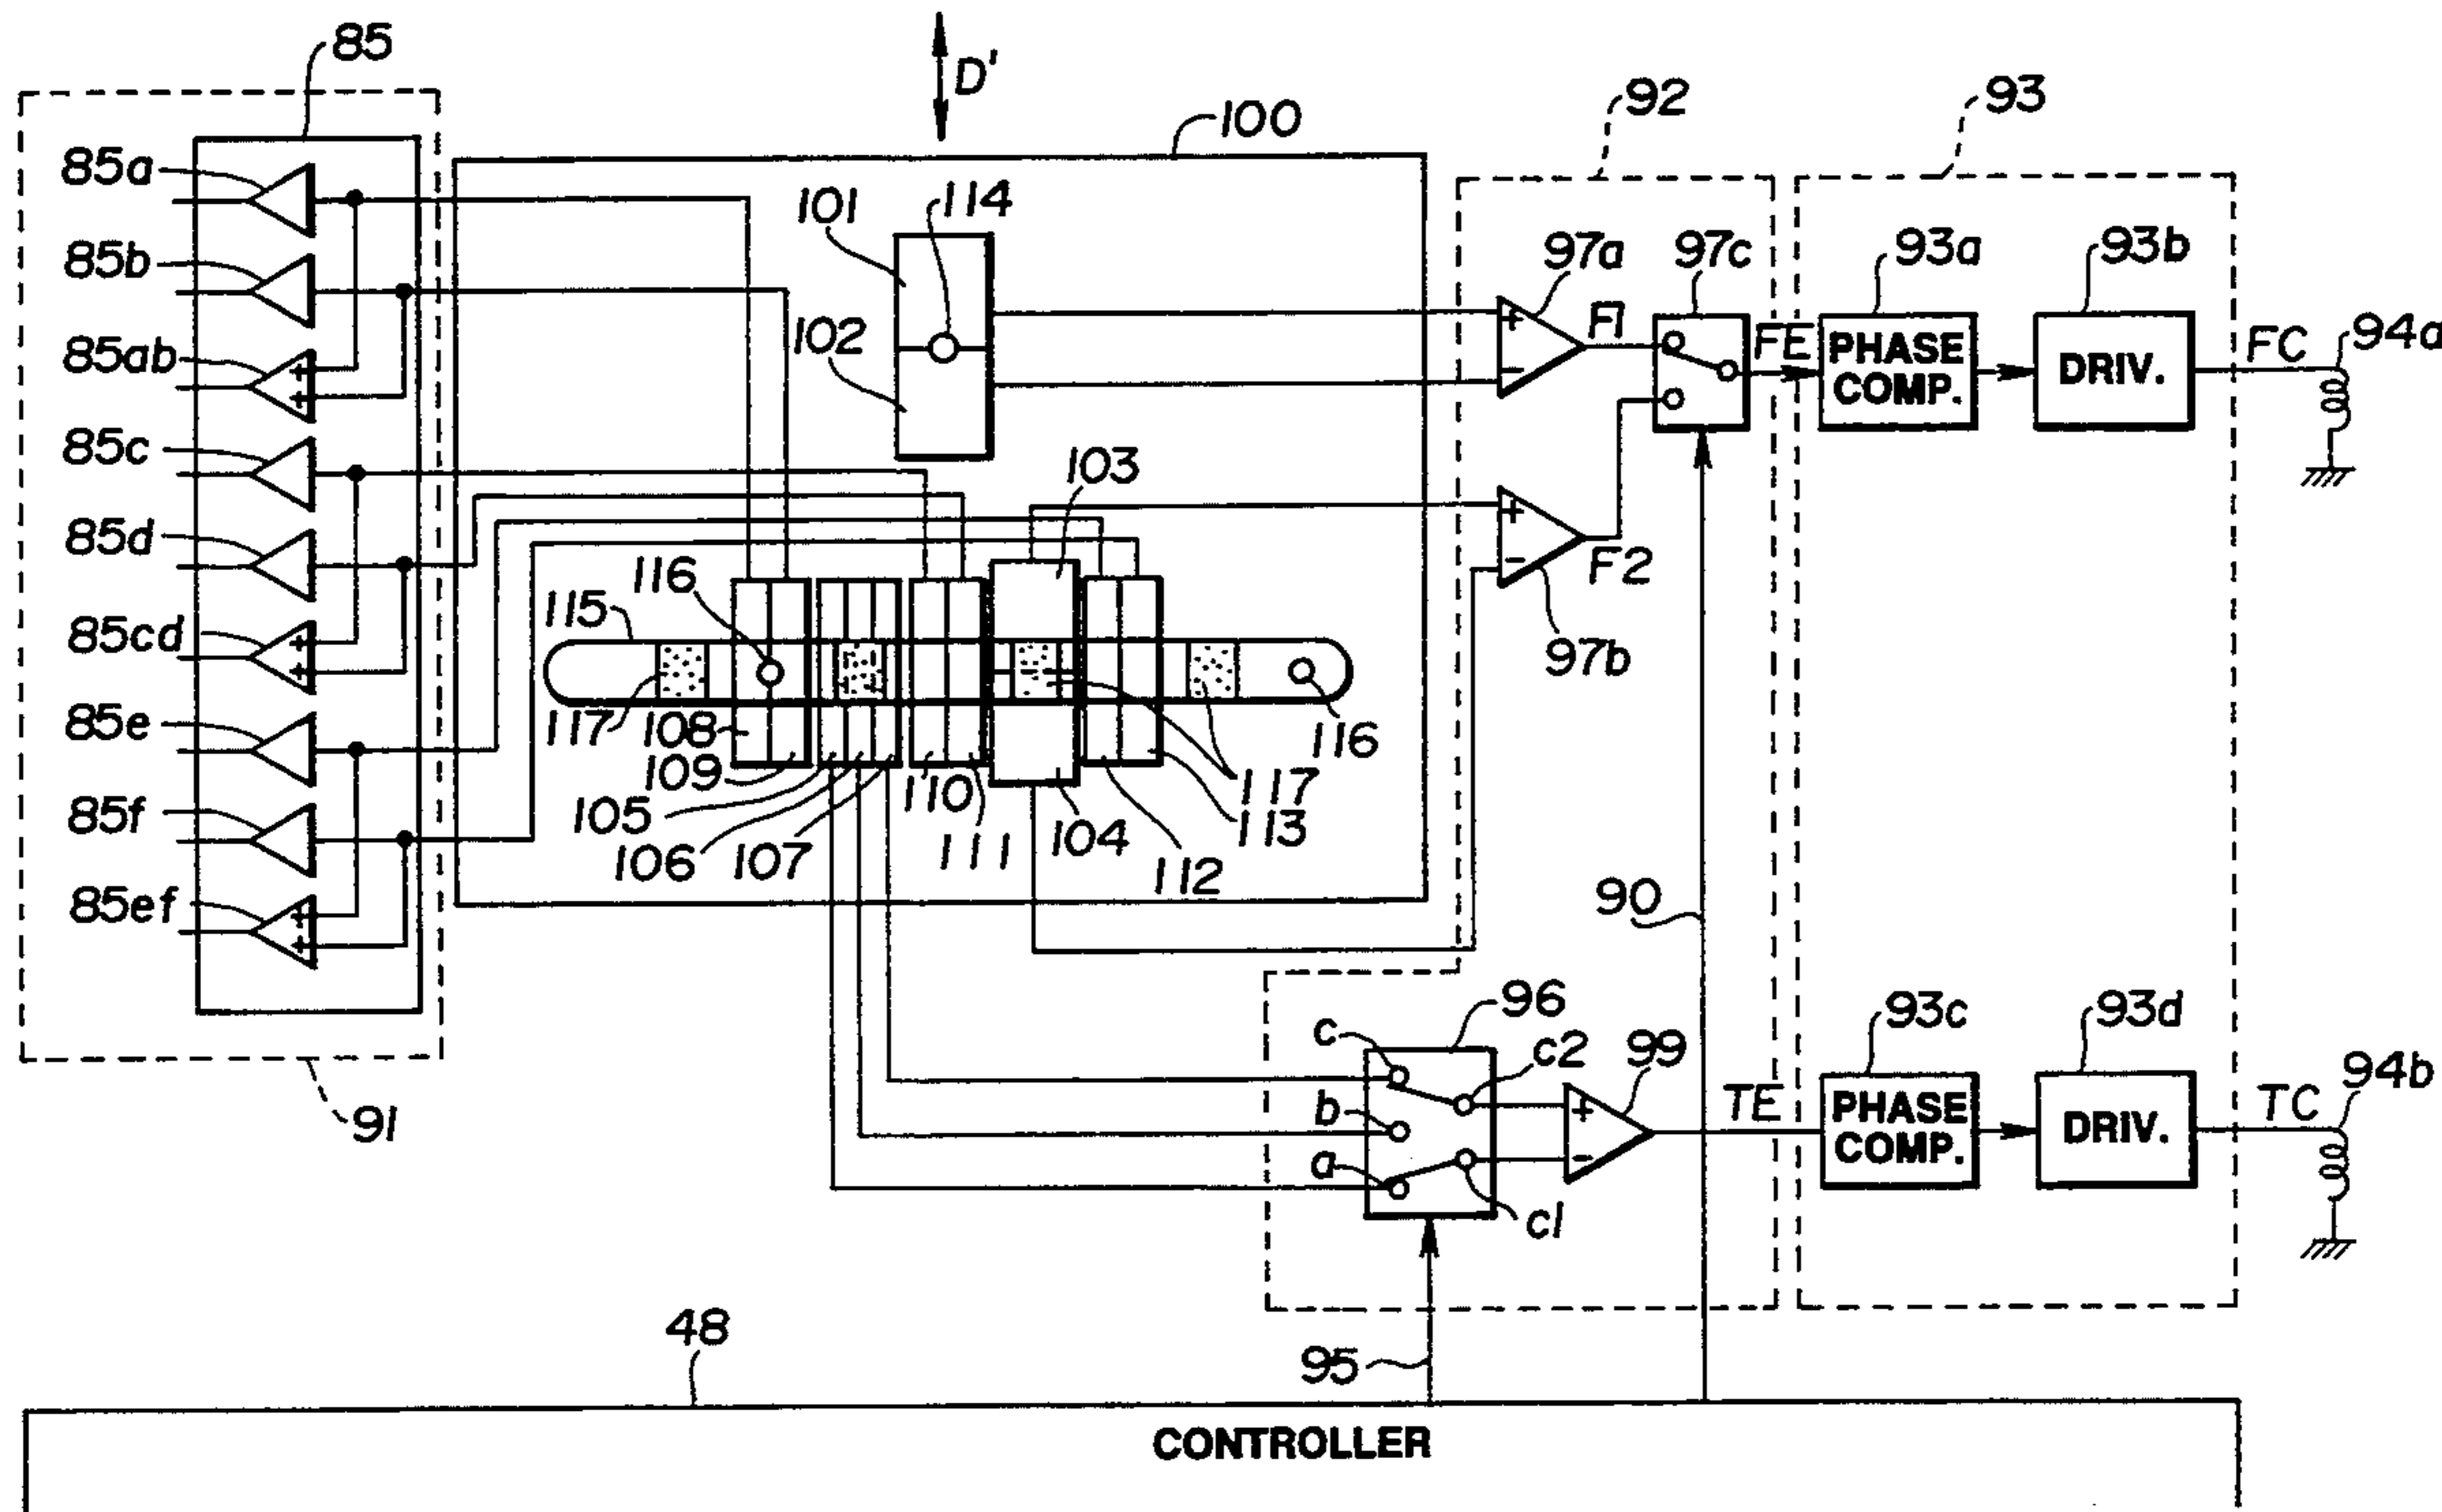 85
D'
100
92
93
85a
85b
85ab
85c
85d
85cd
85e
85f
85ef
91
101
114
102
103
116
115
117
108
109
105
106
107
110
111
104
112
117
113
116
97a
97c
93a
93b
+
-
F1
FE
PHASE
COMP.
DRIV.
FC
94a
+
-
F2
97b
90
96
c
c2
99
b
a
c1
+
-
TE
93c
93d
PHASE
COMP.
DRIV.
TC
94b
+
+
+
+
+
+
48
95
CONTROLLER